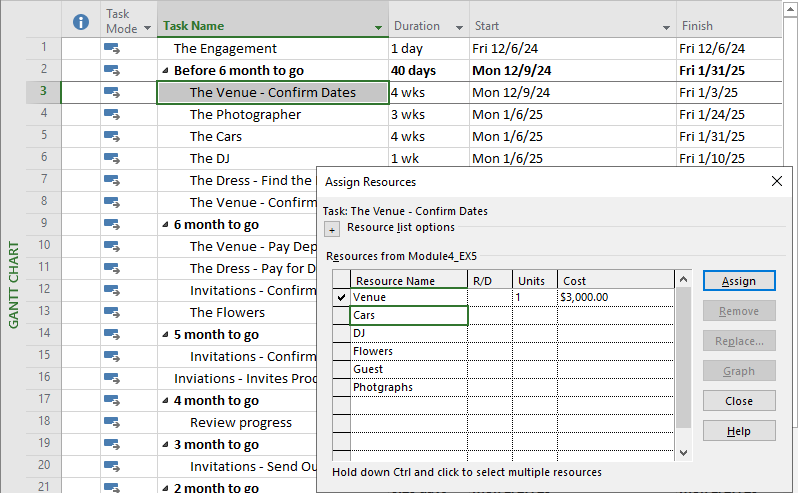 Task Mode Task Name Duration Start Finish
1 The Engagement 1 day Fri 12/6/24 Fri 12/6/24
2 Before 6 month to go 40 days Mon 12/9/24 Fri 1/31/25
3 The Venue - Confirm Dates 4 wks Mon 12/9/24 Fri 1/3/25
4 The Photographer 3 wks Mon 1/6/25 Fri 1/24/25
5 The Cars 4 wks Mon 1/6/25 Fri 1/31/25
6 The DJ 1 wk Mon 1/6/25 Fri 1/10/25
7 The Dress - Find the
8 The Venue - Confirm
9 6 month to go
10 The Venue - Pay Dep
11 The Dress - Pay for D
12 Invitations - Confirm
13 The Flowers
14 5 month to go
15 Invitations - Confirm
16 Inviations - Invites Proc
17 4 month to go
18 Review progress
19 3 month to go
20 Invitations - Send Ou
21 2 month to go
GANTT CHART
Assign Resources
Task: The Venue - Confirm Dates
+ Resource list options
Resources from Module4_EX5
Resource Name R/D Units Cost
Venue 1 $3,000.00
Cars
DJ
Flowers
Guest
Photgraphs
Assign
Remove
Replace...
Graph
Close
Help
Hold down Ctrl and click to select multiple resources